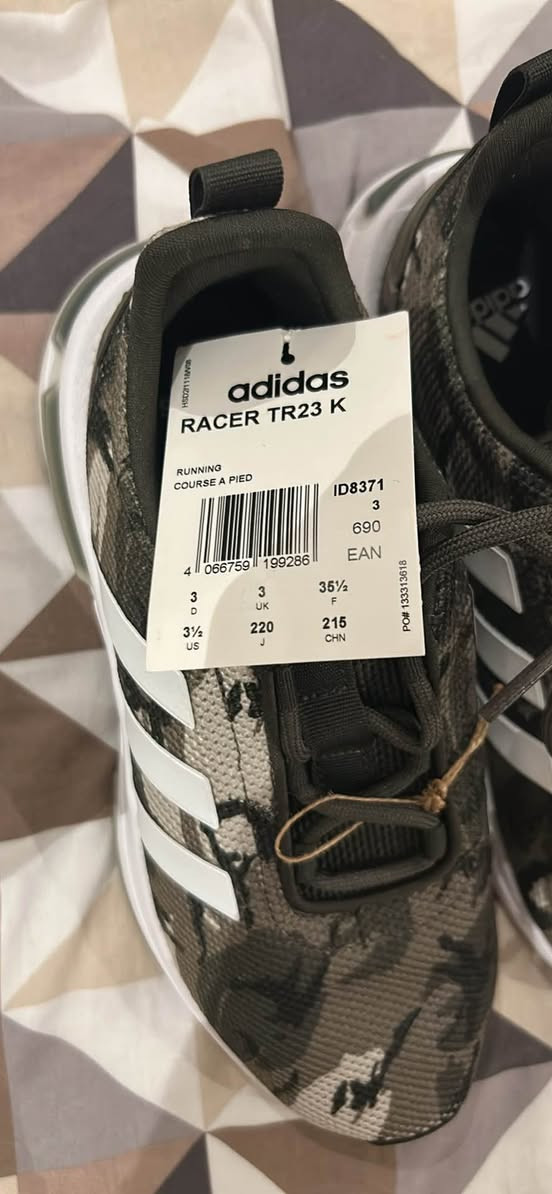 adidas
RACER TR23 K
RUNNING
COURSE A PIED
ID8371
3
690
EAN
4 066759 199286
3 3 35½
D UK F
3½ 220 215
US J CHN
PO# 133313618
adidas